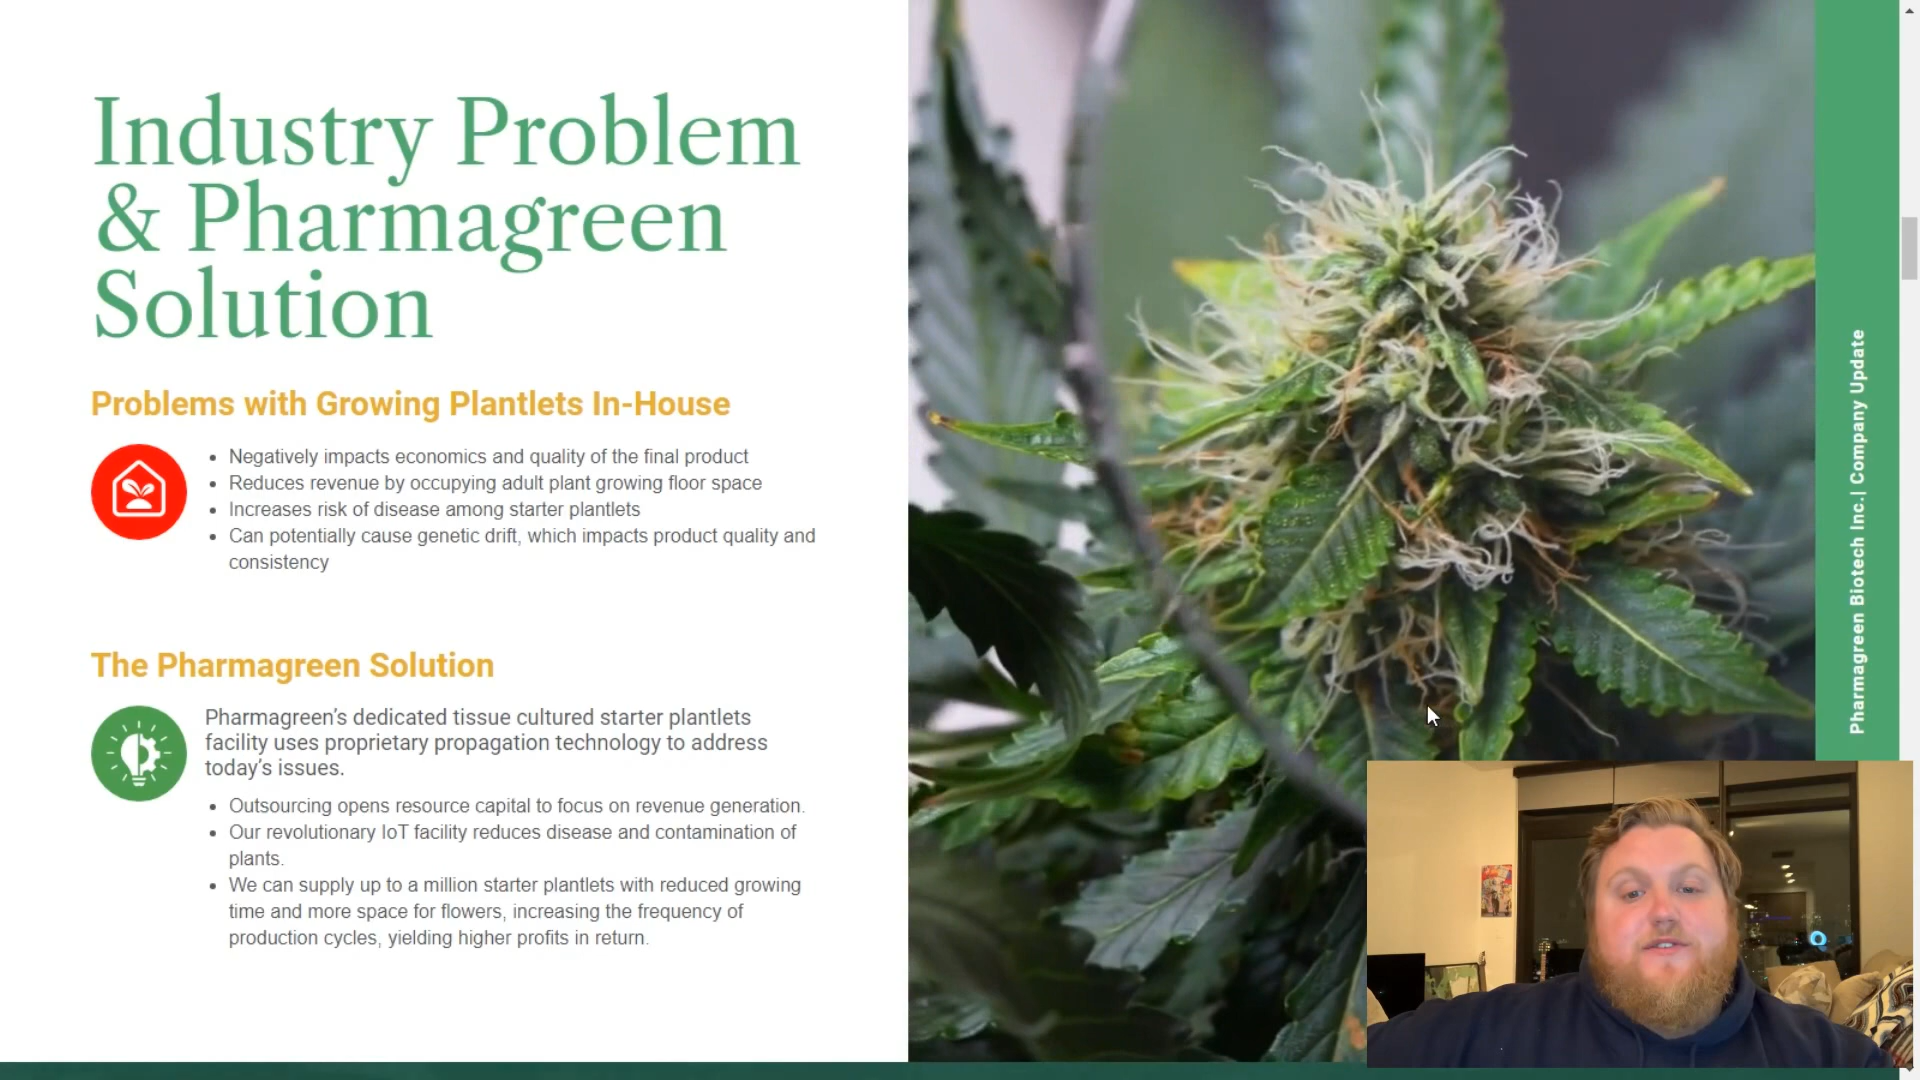 Industry Problem
& Pharmagreen
Solution
Problems with Growing Plantlets In-House
• Negatively impacts economics and quality of the final product
• Reduces revenue by occupying adult plant growing floor space
• Increases risk of disease among starter plantlets
• Can potentially cause genetic drift, which impacts product quality and
consistency
The Pharmagreen Solution
Pharmagreen’s dedicated tissue cultured starter plantlets
facility uses proprietary propagation technology to address
today’s issues.
• Outsourcing opens resource capital to focus on revenue generation.
• Our revolutionary IoT facility reduces disease and contamination of
plants.
• We can supply up to a million starter plantlets with reduced growing
time and more space for flowers, increasing the frequency of
production cycles, yielding higher profits in return.
Pharmagreen Biotech Inc.| Company Update